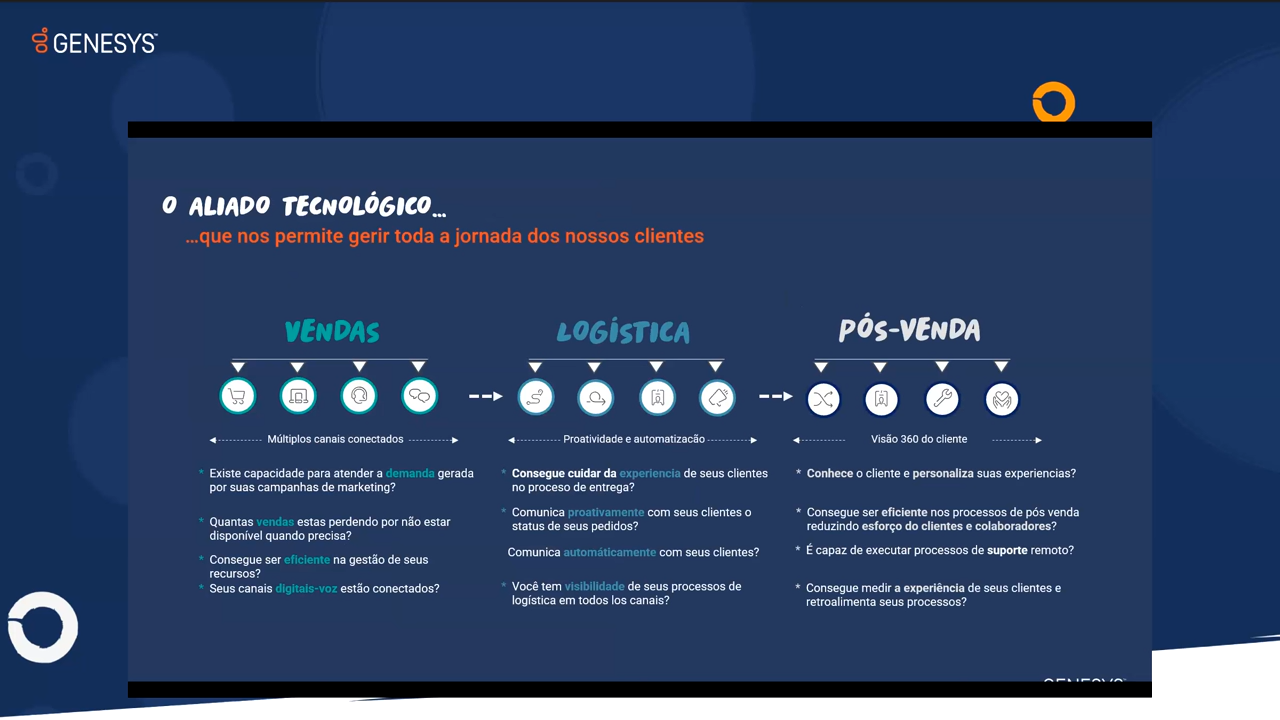 GENESYS™
O ALIADO TECNOLÓGICO...
...que nos permite gerir toda a jornada dos nossos clientes
VENDAS
LOGÍSTICA
PÓS-VENDA
Múltiplos canais conectados
Proatividade e automatizacão
Visão 360 do cliente
* Existe capacidade para atender a demanda gerada
por suas campanhas de marketing?
* Quantas vendas estas perdendo por não estar
disponível quando precisa?
* Consegue ser eficiente na gestão de seus
recursos?
* Seus canais digitais-voz estão conectados?
* Consegue cuidar da experiencia de seus clientes
no proceso de entrega?
* Comunica proativamente com seus clientes o
status de seus pedidos?
Comunica automáticamente com seus clientes?
* Você tem visibilidade de seus processos de
logística em todos los canais?
* Conhece o cliente e personaliza suas experiencias?
* Consegue ser eficiente nos processos de pós venda
reduzindo esforço do clientes e colaboradores?
* É capaz de executar processos de suporte remoto?
* Consegue medir a experiência de seus clientes e
retroalimenta seus processos?
GENESYS™